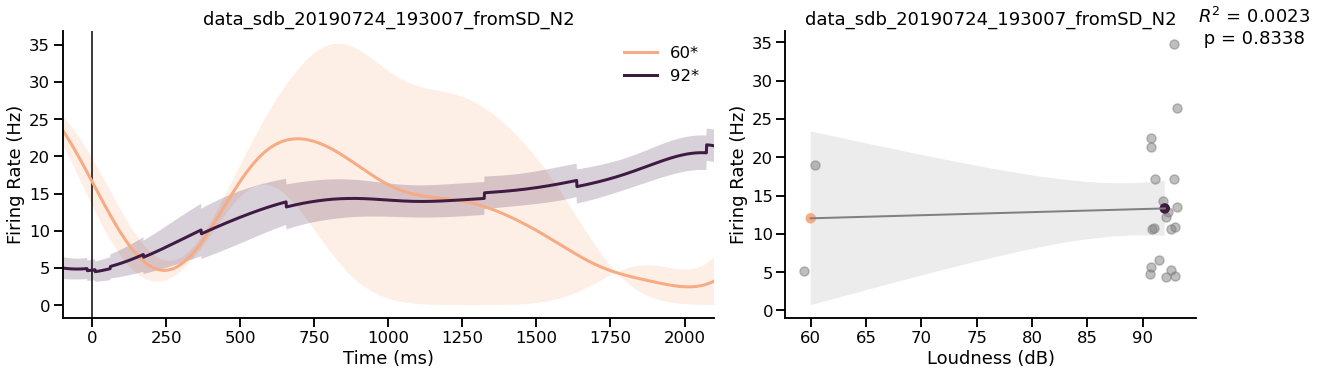 data_sdb_20190724_193007_fromSD_N2
35
30
25
20
15
10
5
0
Firing Rate (Hz)
60*
92*
0 250 500 750 1000 1250 1500 1750 2000
Time (ms)
data_sdb_20190724_193007_fromSD_N2
R² = 0.0023
p = 0.8338
35
30
25
20
15
10
5
0
Firing Rate (Hz)
60 65 70 75 80 85 90
Loudness (dB)